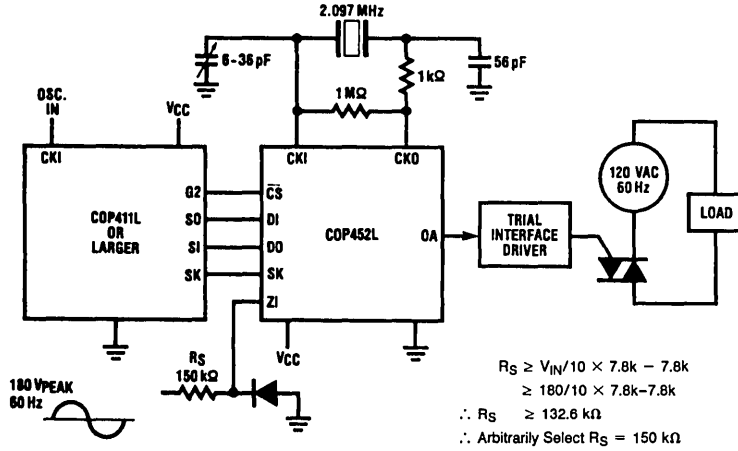 2.097 MHz
6-36 pF
1 kΩ
56 pF
1 MΩ
OSC.
IN
VCC
CKI
CKI
CKO
120 VAC
60 Hz
LOAD
G2
CS
COP411L
OR
LARGER
SO
DI
COP452L
OA
TRIAL
INTERFACE
DRIVER
SI
DO
SK
SK
ZI
VCC
RS
150 kΩ
180 VPEAK
60 Hz
RS ≥ VIN/10 × 7.8k − 7.8k
≥ 180/10 × 7.8k–7.8k
∴ RS ≥ 132.6 kΩ
∴ Arbitrarily Select RS = 150 kΩ